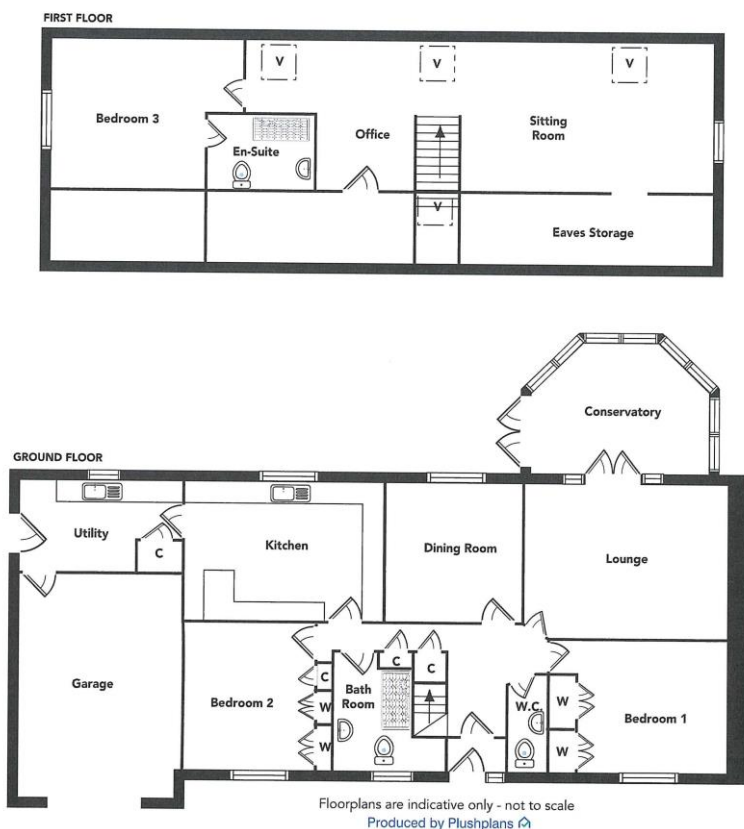 FIRST FLOOR
V
V
V
Bedroom 3
Office
Sitting
Room
En-Suite
V
Eaves Storage
Conservatory
GROUND FLOOR
Utility
C
Kitchen
Dining Room
Lounge
Garage
Bedroom 2
C
W
W
Bath
Room
C
C
W.C.
W
W
Bedroom 1
Floorplans are indicative only - not to scale
Produced by Plushplans